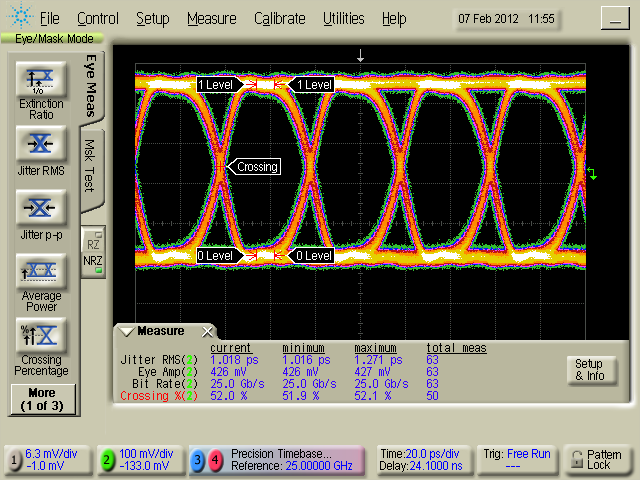 File Control Setup Measure Calibrate Utilities Help 07 Feb 2012 11:55
Eye/Mask Mode
Eye Meas
Msk Test
1/0
Extinction
Ratio
Jitter RMS
Jitter p-p
RZ
NRZ
Average
Power
%
Crossing
Percentage
More
(1 of 3)
1 Level 1 Level
Crossing
0 Level 0 Level
Measure
current minimum maximum total meas
Jitter RMS(2) 1.018 ps 1.016 ps 1.271 ps 63
Eye Amp(2) 426 mV 426 mV 427 mV 63
Bit Rate(2) 25.0 Gb/s 25.0 Gb/s 25.0 Gb/s 63
Crossing %(2) 52.0 % 51.9 % 52.1 % 50
Setup
& Info
1 6.3 mV/div
-1.0 mV
2 100 mV/div
-133.0 mV
3 4 Precision Timebase...
Reference: 25.00000 GHz
Time:20.0 ps/div
Delay:24.1000 ns
Trig: Free Run
---
Pattern
Lock